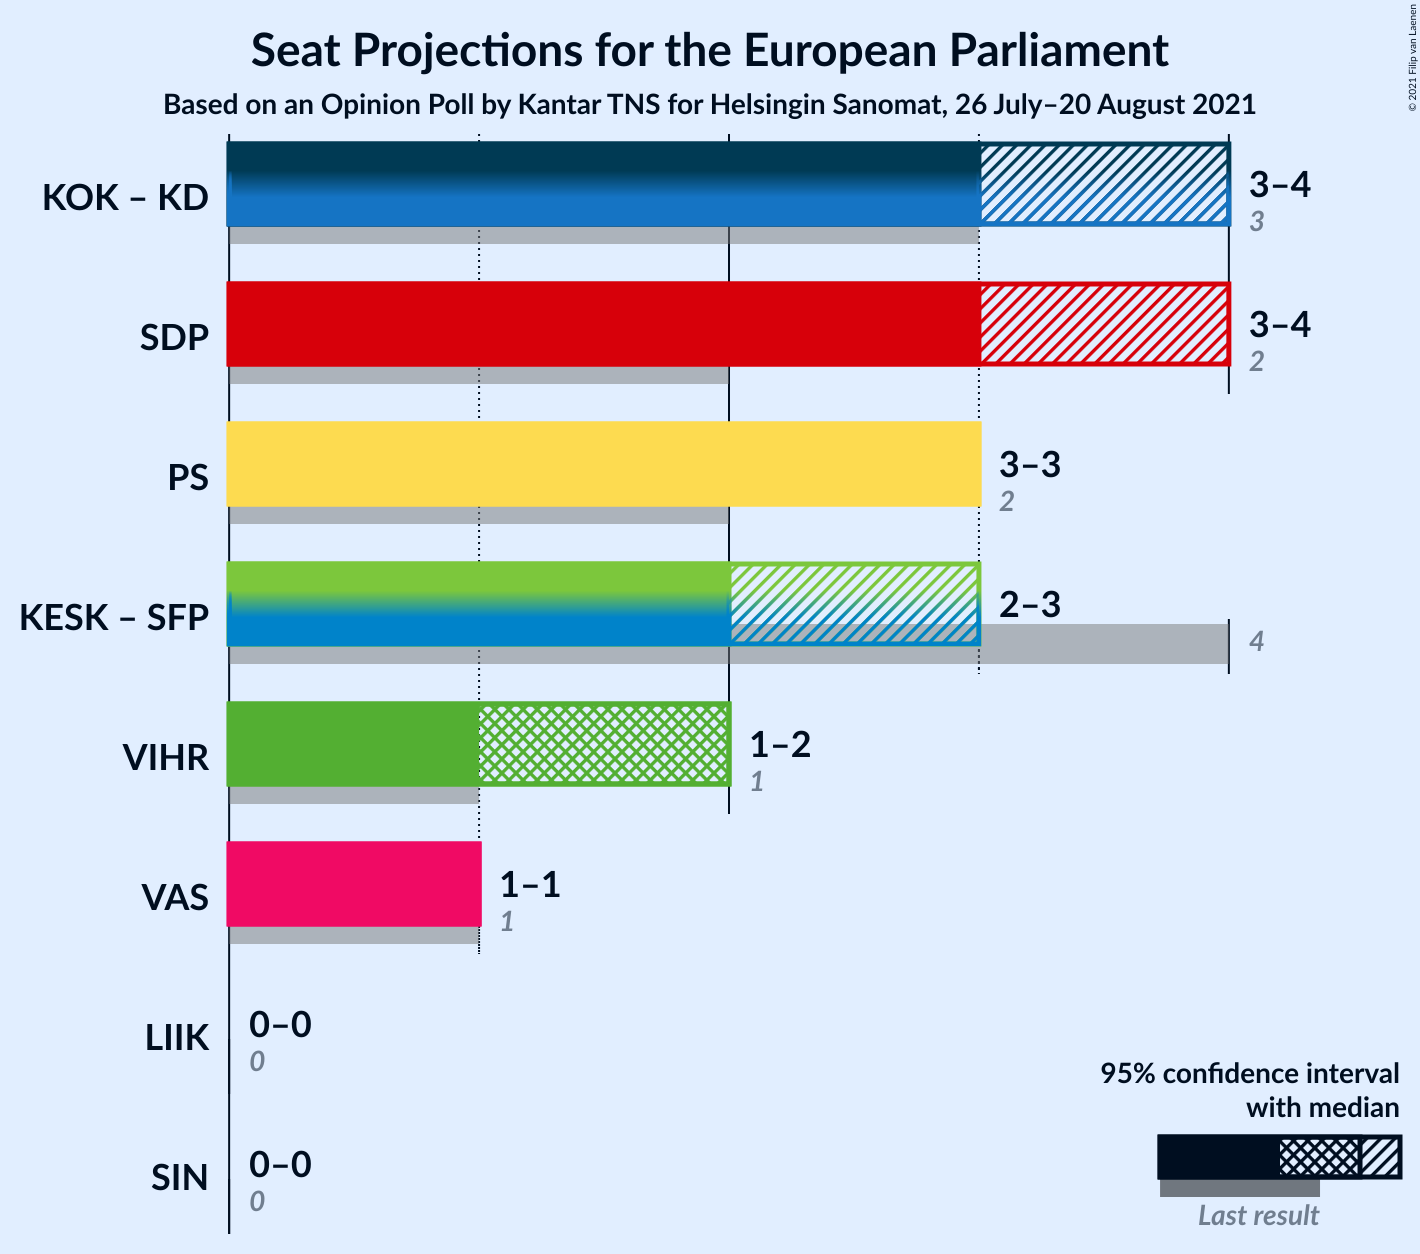 Seat Projections for the European Parliament
Based on an Opinion Poll by Kantar TNS for Helsingin Sanomat, 26 July–20 August 2021
© 2021 Filip van Laenen
KOK – KD
3–4
3
SDP
3–4
2
PS
3–3
2
KESK – SFP
2–3
4
VIHR
1–2
1
VAS
1–1
1
LIIK
0–0
0
SIN
0–0
0
95% confidence interval
with median
Last result